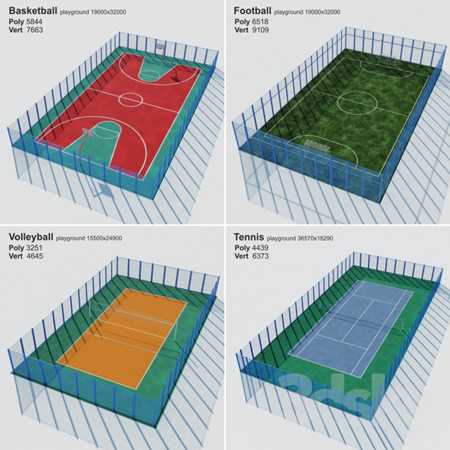 Basketball playground 19000x32000
Poly 5844
Vert 7663
Football playground 19000x32000
Poly 6518
Vert 9109
Volleyball playground 15500x24900
Poly 3251
Vert 4645
Tennis playground 36570x18290
Poly 4439
Vert 6373
3dsl